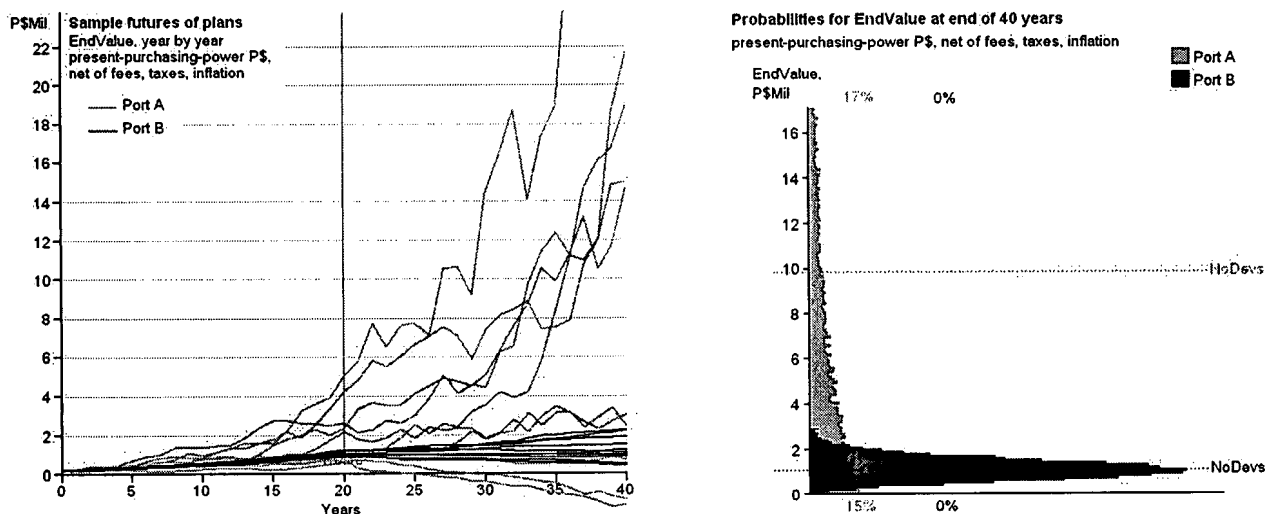 P$Mil
Sample futures of plans
EndValue, year by year
present-purchasing-power P$,
net of fees, taxes, inflation
Port A
Port B
22
20
18
16
14
12
10
8
6
4
2
0
0 5 10 15 20 25 30 35 40
Years
Probabilities for EndValue at end of 40 years
present-purchasing-power P$, net of fees, taxes, inflation
Port A
Port B
EndValue,
P$Mil
17% 0%
16
14
12
10
8
6
4
2
0
NoDevs
NoDevs
15% 0%